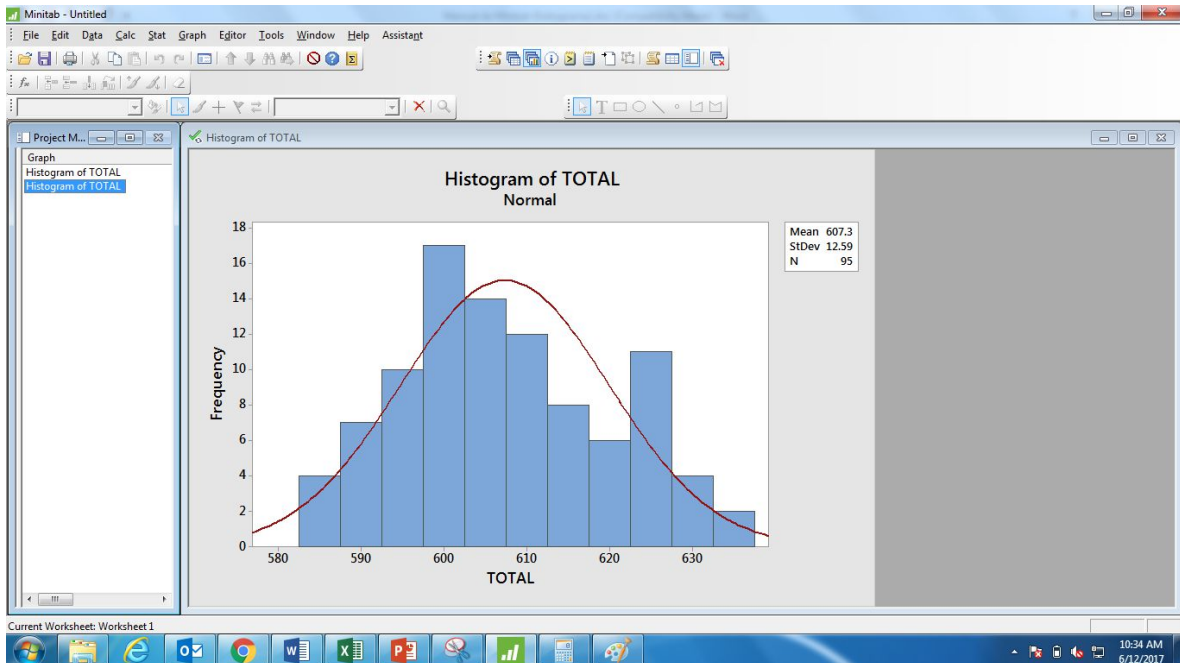 Minitab - Untitled
File Edit Data Calc Stat Graph Editor Tools Window Help Assistant
Project M...
Histogram of TOTAL
Graph
Histogram of TOTAL
Histogram of TOTAL
Histogram of TOTAL
Normal
Mean 607.3
StDev 12.59
N 95
18
16
14
12
10
8
6
4
2
0
Frequency
580 590 600 610 620 630
TOTAL
Current Worksheet: Worksheet 1
10:34 AM
6/12/2017